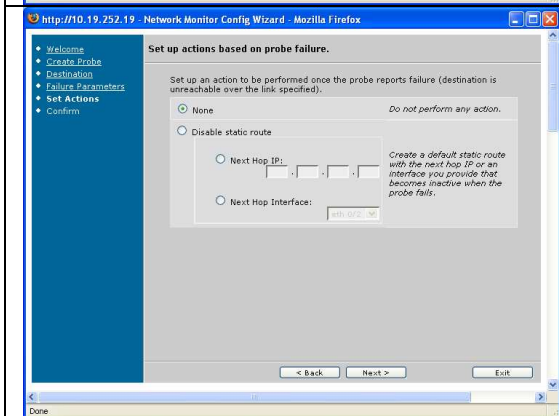 http://10.19.252.19 - Network Monitor Config Wizard - Mozilla Firefox
Welcome
Create Probe
Destination
Failure Parameters
Set Actions
Confirm
Set up actions based on probe failure.
Set up an action to be performed once the probe reports failure (destination is
unreachable over the link specified).
None
Do not perform any action.
Disable static route
Next Hop IP:
. . .
Next Hop Interface:
eth 0/2
Create a default static route
with the next hop IP or an
interface you provide that
becomes inactive when the
probe fails.
< Back
Next >
Exit
Done